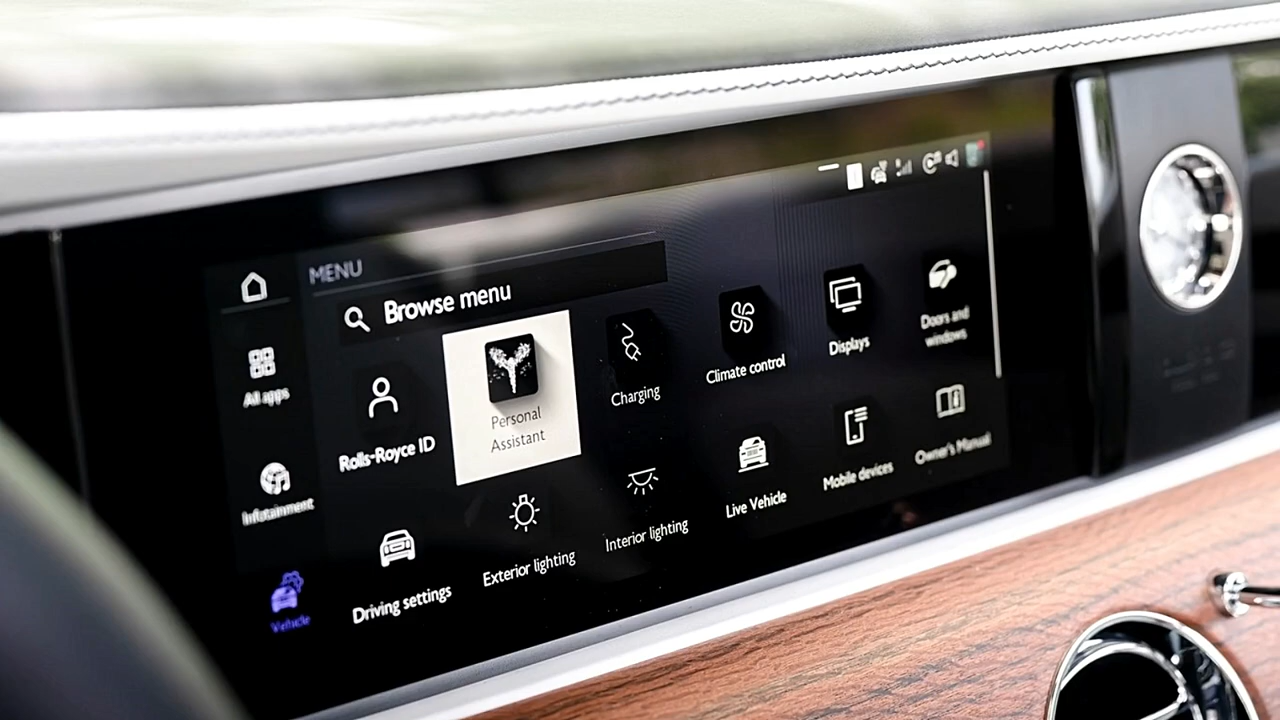 MENU
Browse menu
All apps
Infotainment
Vehicle
Rolls-Royce ID
Personal
Assistant
Charging
Climate control
Displays
Doors and
windows
Driving settings
Exterior lighting
Interior lighting
Live Vehicle
Mobile devices
Owner's Manual